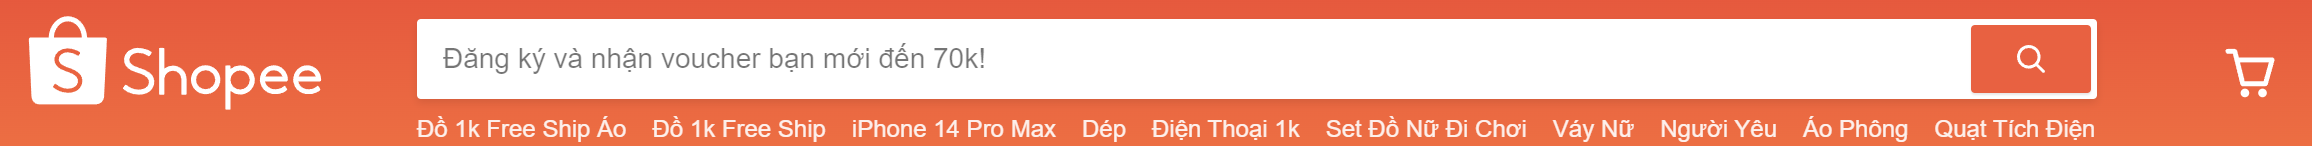 S Shopee
Đăng ký và nhận voucher bạn mới đến 70k!
Đồ 1k Free Ship Áo Đồ 1k Free Ship iPhone 14 Pro Max Dép Điện Thoại 1k Set Đồ Nữ Đi Chơi Váy Nữ Người Yêu Áo Phông Quạt Tích Điện